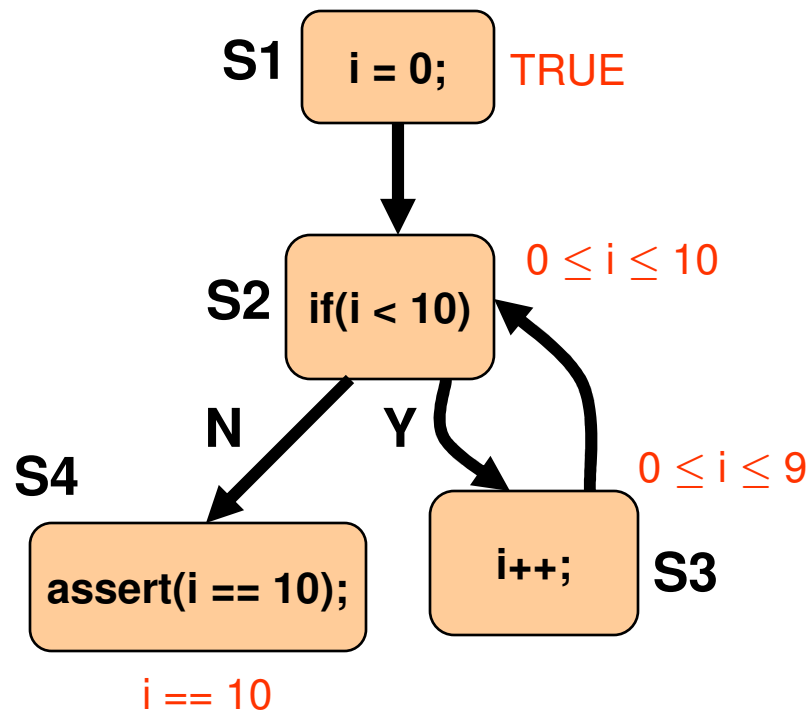 S1
i = 0;
TRUE
0 ≤ i ≤ 10
S2
if(i < 10)
N
Y
S4
0 ≤ i ≤ 9
assert(i == 10);
i++;
S3
i == 10